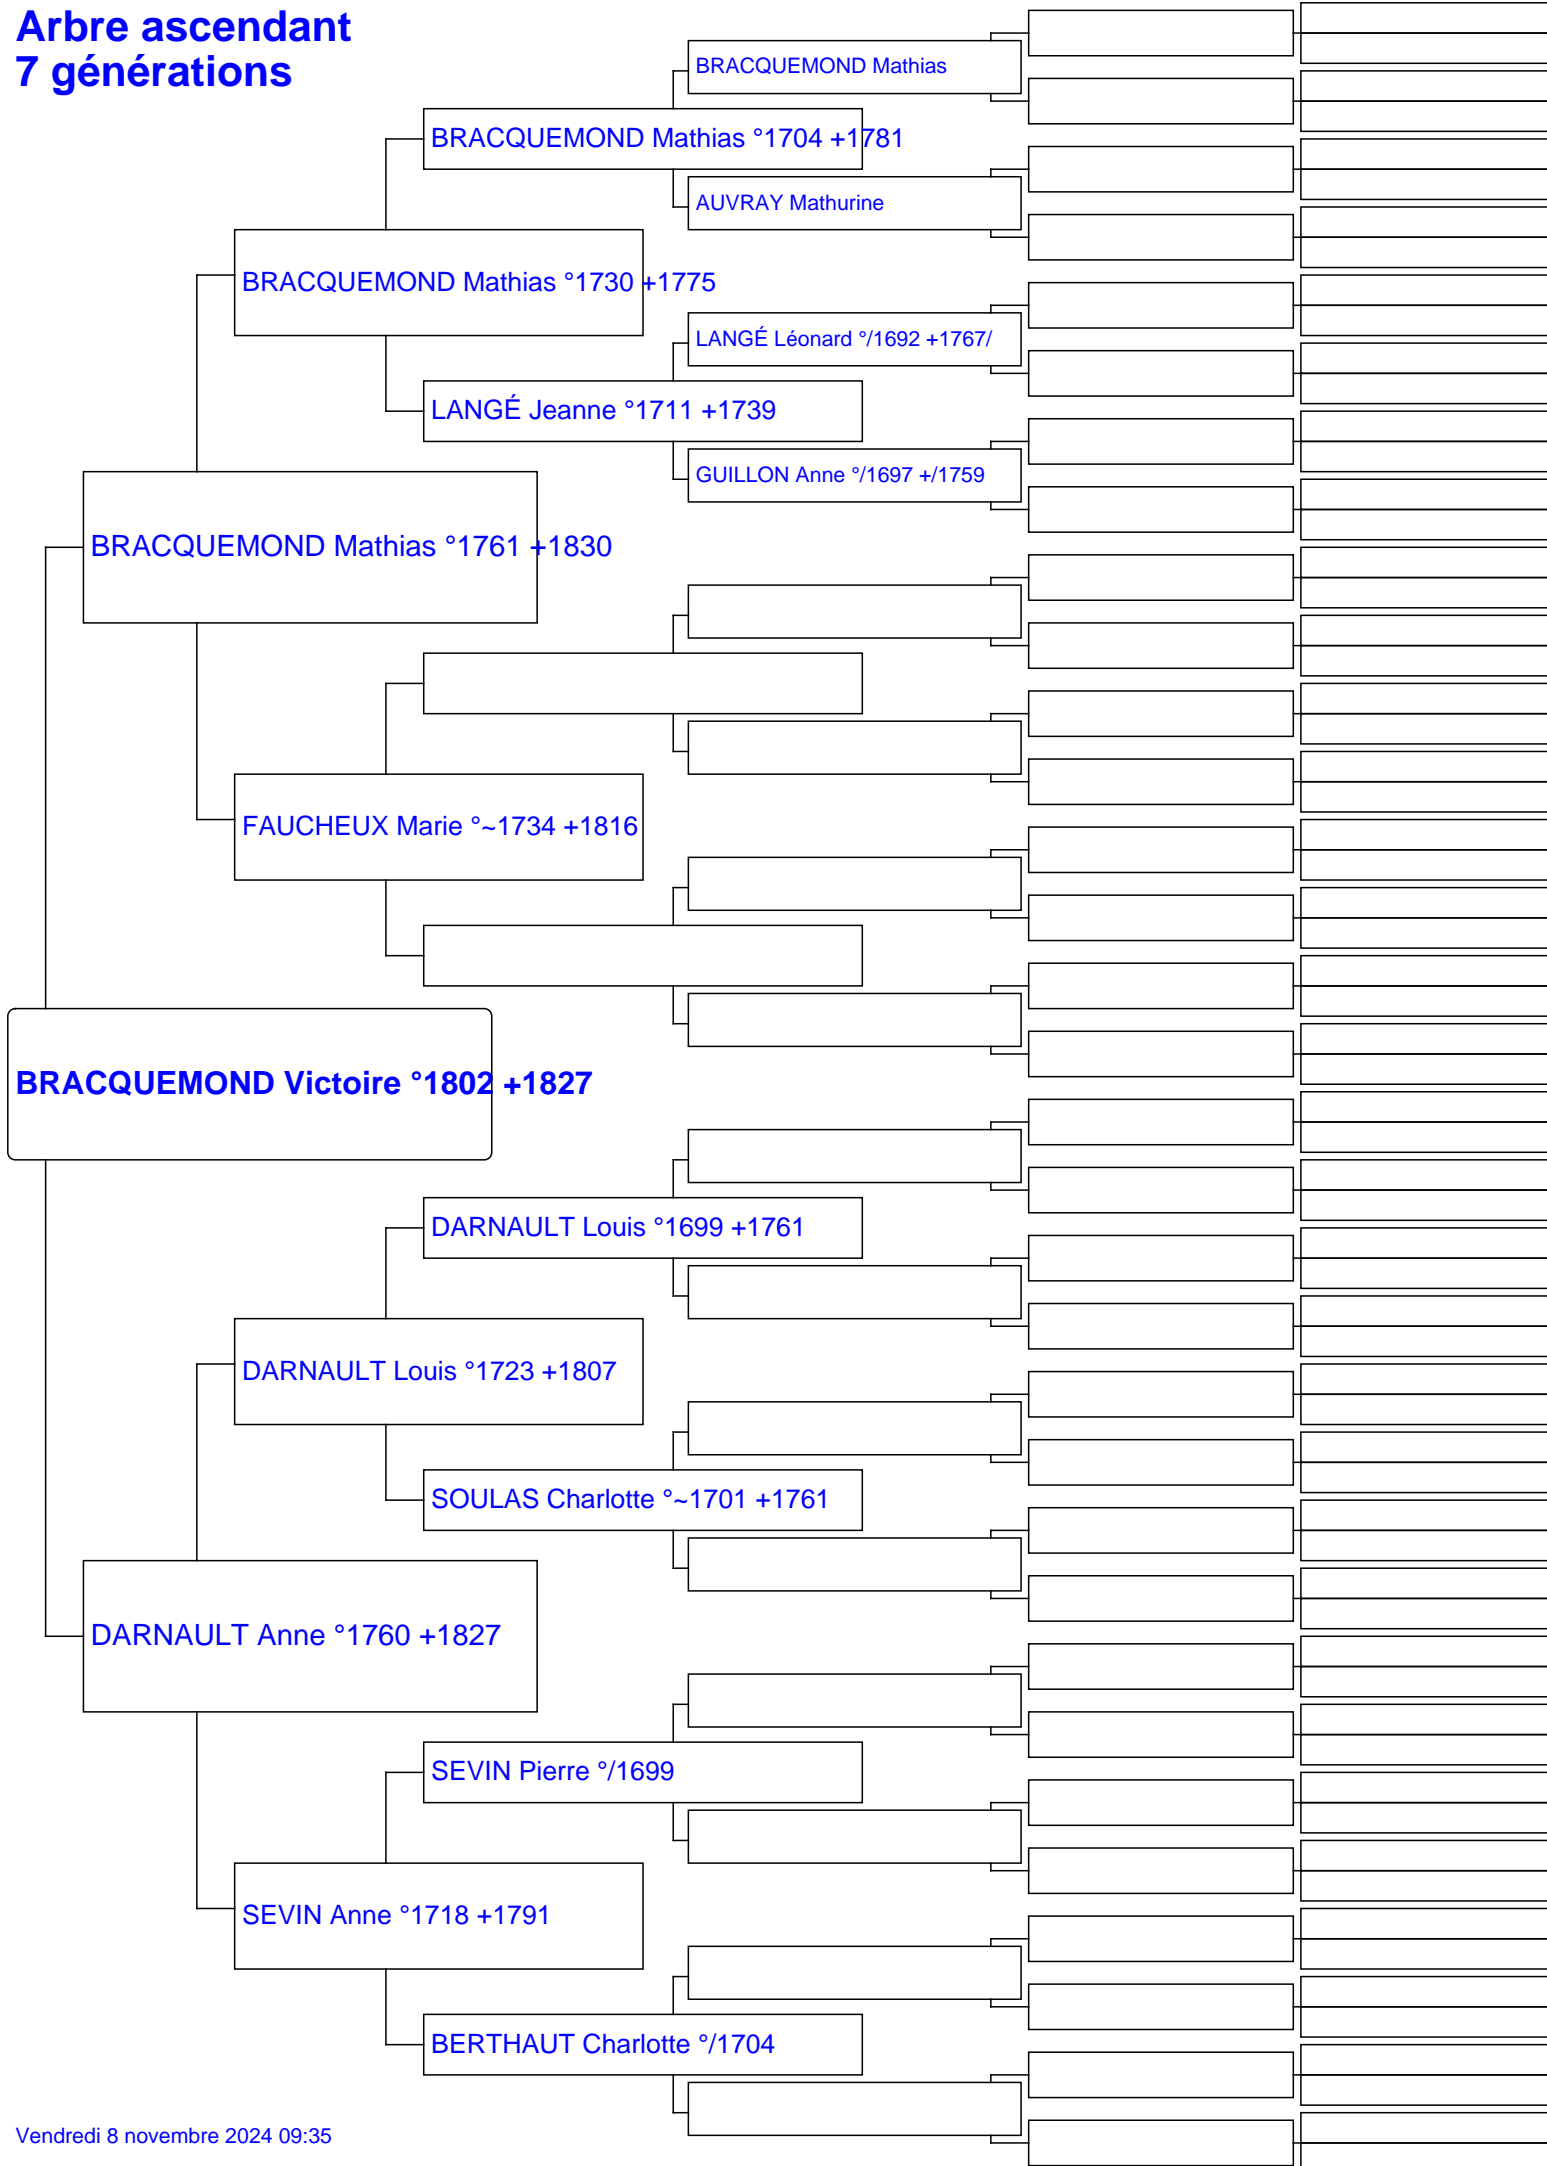 Arbre ascendant
7 générations
BRACQUEMOND Mathias
BRACQUEMOND Mathias °1704 +1781
AUVRAY Mathurine
BRACQUEMOND Mathias °1730 +1775
LANGÉ Léonard °/1692 +1767/
LANGÉ Jeanne °1711 +1739
GUILLON Anne °/1697 +/1759
BRACQUEMOND Mathias °1761 +1830
FAUCHEUX Marie °~1734 +1816
BRACQUEMOND Victoire °1802 +1827
DARNAULT Louis °1699 +1761
DARNAULT Louis °1723 +1807
SOULAS Charlotte °~1701 +1761
DARNAULT Anne °1760 +1827
SEVIN Pierre °/1699
SEVIN Anne °1718 +1791
BERTHAUT Charlotte °/1704
Vendredi 8 novembre 2024 09:35